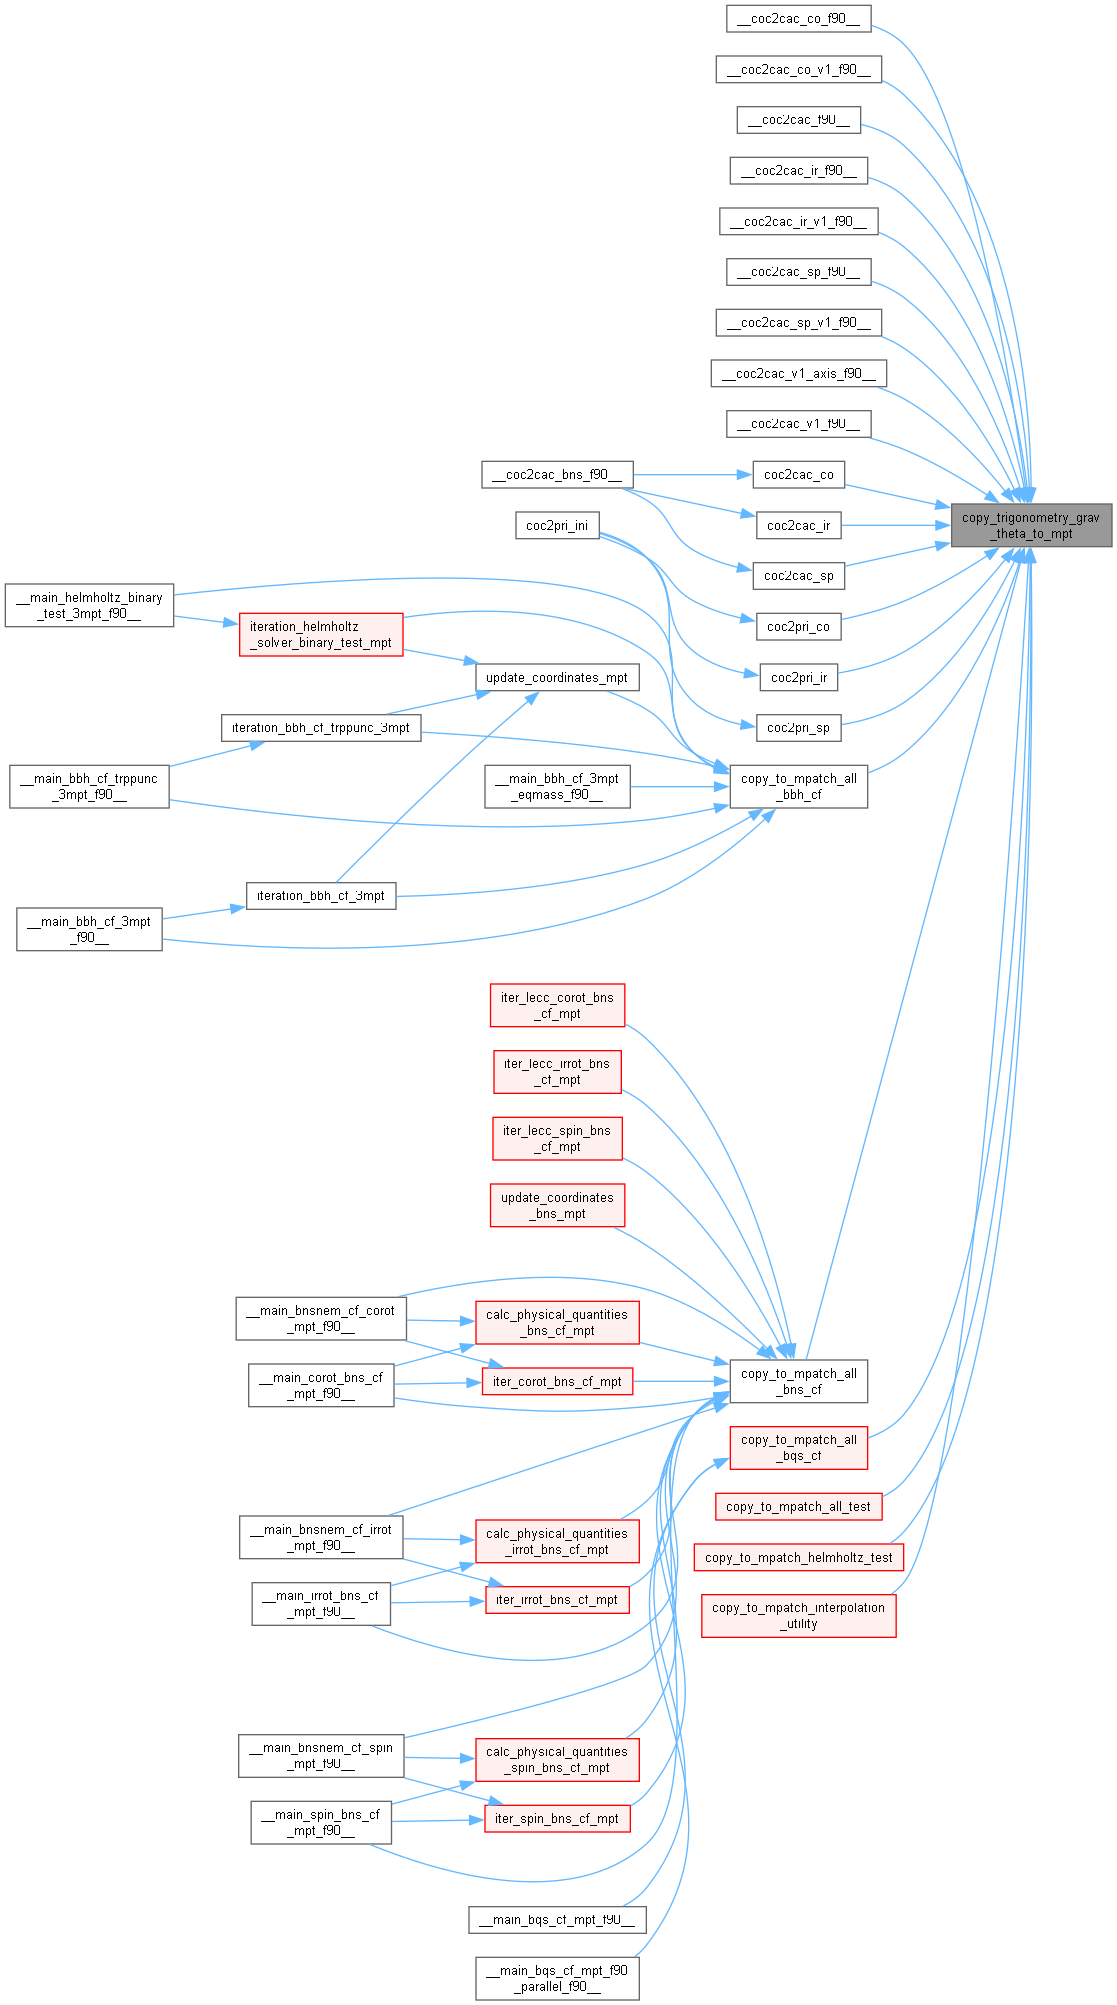 __coc2cac_co_f90__
__coc2cac_co_v1_f90__
__coc2cac_f90__
__coc2cac_ir_f90__
__coc2cac_ir_v1_f90__
__coc2cac_sp_f90__
__coc2cac_sp_v1_f90__
__coc2cac_v1_axis_f90__
__coc2cac_v1_f90__
__coc2cac_bns_f90__
coc2cac_co
copy_trigonometry_grav
_theta_to_mpt
coc2pri_ini
coc2cac_ir
coc2cac_sp
__main_helmholtz_binary
_test_3mpt_f90__
iteration_helmholtz
_solver_binary_test_mpt
coc2pri_co
update_coordinates_mpt
coc2pri_ir
iteration_bbh_cf_trppunc_3mpt
coc2pri_sp
__main_bbh_cf_trppunc
_3mpt_f90__
__main_bbh_cf_3mpt
_eqmass_f90__
copy_to_mpatch_all
_bbh_cf
iteration_bbh_cf_3mpt
__main_bbh_cf_3mpt
_f90__
iter_lecc_corot_bns
_cf_mpt
iter_lecc_irrot_bns
_cf_mpt
iter_lecc_spin_bns
_cf_mpt
update_coordinates
_bns_mpt
__main_bnsnem_cf_corot
_mpt_f90__
calc_physical_quantities
_bns_cf_mpt
__main_corot_bns_cf
_mpt_f90__
iter_corot_bns_cf_mpt
copy_to_mpatch_all
_bns_cf
copy_to_mpatch_all
_bqs_cf
copy_to_mpatch_all_test
__main_bnsnem_cf_irrot
_mpt_f90__
calc_physical_quantities
_irrot_bns_cf_mpt
copy_to_mpatch_helmholtz_test
__main_irrot_bns_cf
_mpt_f90__
iter_irrot_bns_cf_mpt
copy_to_mpatch_interpolation
_utility
__main_bnsnem_cf_spin
_mpt_f90__
calc_physical_quantities
_spin_bns_cf_mpt
__main_spin_bns_cf
_mpt_f90__
iter_spin_bns_cf_mpt
__main_bqs_cf_mpt_f90__
__main_bqs_cf_mpt_f90
_parallel_f90__